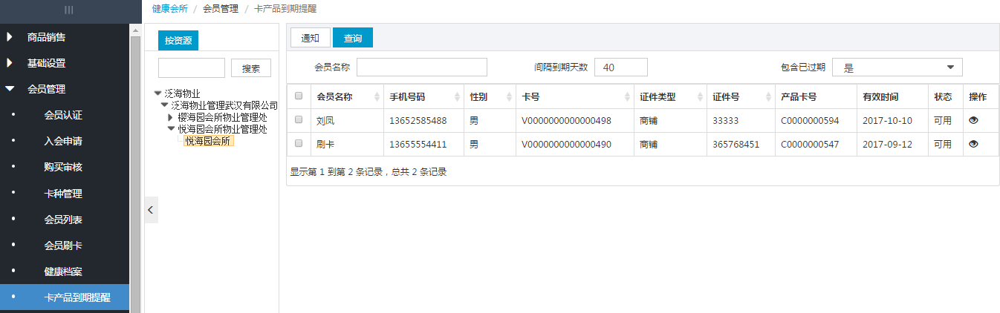 健康会所 / 会员管理 / 卡产品到期提醒
商品销售
基础设置
会员管理
会员认证
入会申请
购买审核
卡种管理
会员列表
会员刷卡
健康档案
卡产品到期提醒
按资源
搜索
泛海物业
泛海物业管理武汉有限公司
樱海园会所物业管理处
悦海园会所物业管理处
悦海园会所
通知 查询
会员名称 间隔到期天数 40 包含已过期 是
会员名称 手机号码 性别 卡号 证件类型 证件号 产品卡号 有效时间 状态 操作
刘凤 13652585488 男 V0000000000000498 商铺 33333 C0000000594 2017-10-10 可用
刷卡 13655554411 男 V0000000000000490 商铺 365768451 C0000000547 2017-09-12 可用
显示第 1 到第 2 条记录，总共 2 条记录